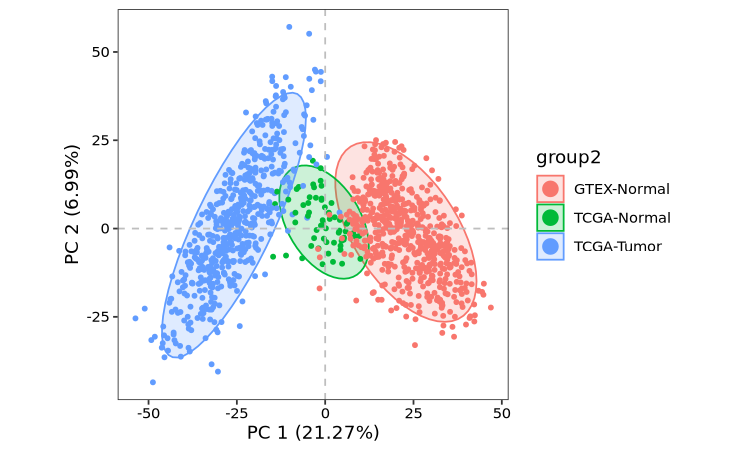 50
25
0
-25
-50
-25
0
25
50
PC 1 (21.27%)
PC 2 (6.99%)
group2
GTEX-Normal
TCGA-Normal
TCGA-Tumor